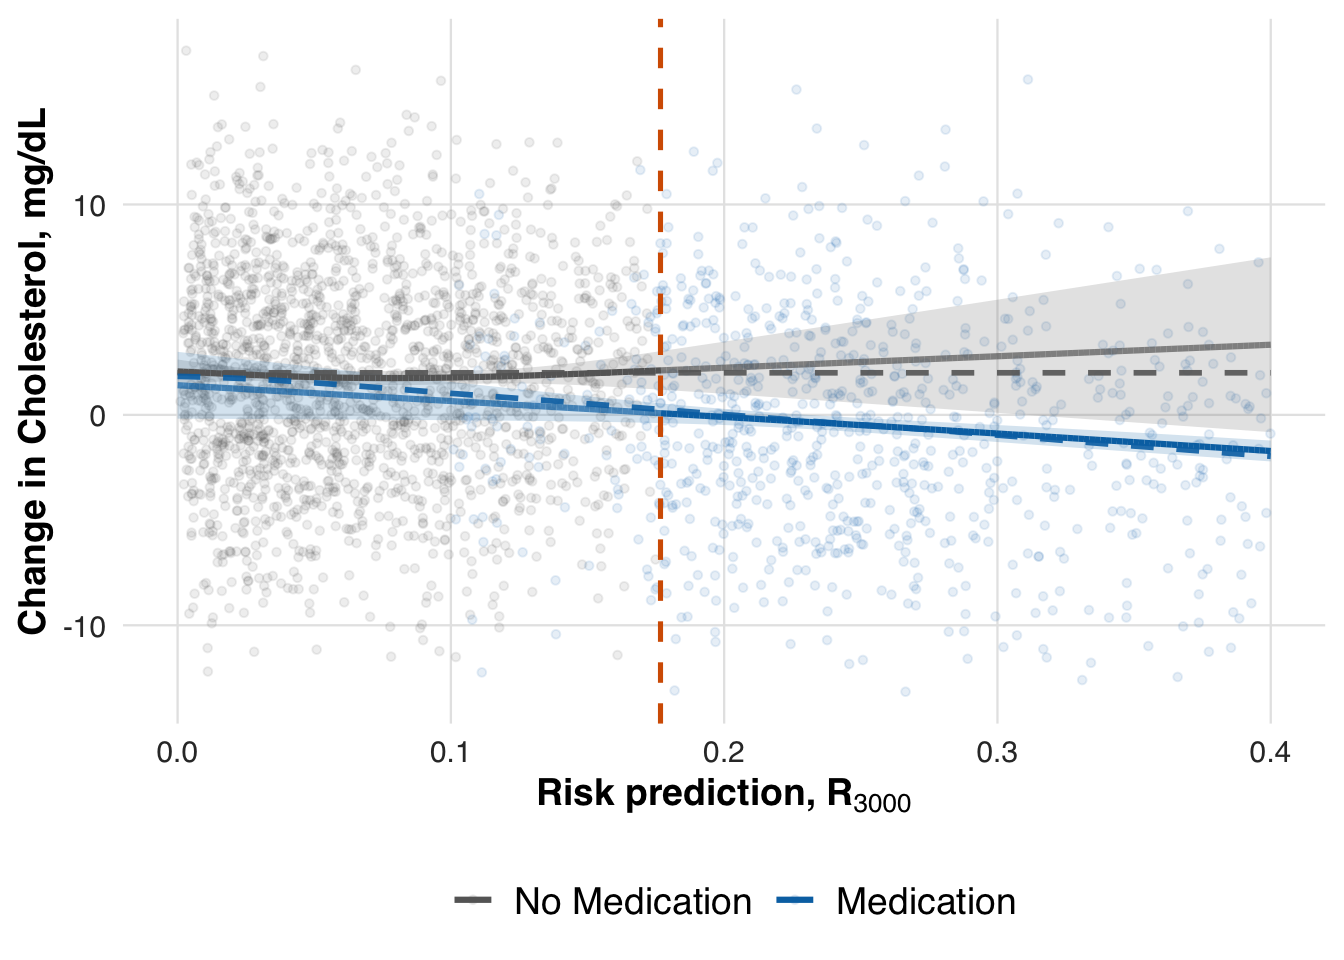 Change in Cholesterol, mg/dL
10
0
-10
0.0 0.1 0.2 0.3 0.4
Risk prediction, R3000
No Medication Medication